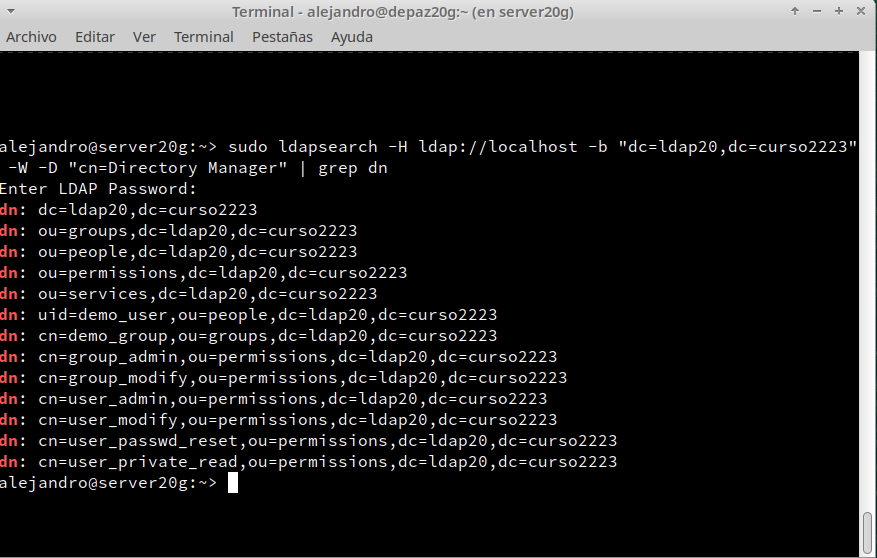 Terminal - alejandro@depaz20g:~ (en server20g)
Archivo Editar Ver Terminal Pestañas Ayuda
alejandro@server20g:~> sudo ldapsearch -H ldap://localhost -b "dc=ldap20,dc=curso2223"
-W -D "cn=Directory Manager" | grep dn
Enter LDAP Password:
dn: dc=ldap20,dc=curso2223
dn: ou=groups,dc=ldap20,dc=curso2223
dn: ou=people,dc=ldap20,dc=curso2223
dn: ou=permissions,dc=ldap20,dc=curso2223
dn: ou=services,dc=ldap20,dc=curso2223
dn: uid=demo_user,ou=people,dc=ldap20,dc=curso2223
dn: cn=demo_group,ou=groups,dc=ldap20,dc=curso2223
dn: cn=group_admin,ou=permissions,dc=ldap20,dc=curso2223
dn: cn=group_modify,ou=permissions,dc=ldap20,dc=curso2223
dn: cn=user_admin,ou=permissions,dc=ldap20,dc=curso2223
dn: cn=user_modify,ou=permissions,dc=ldap20,dc=curso2223
dn: cn=user_passwd_reset,ou=permissions,dc=ldap20,dc=curso2223
dn: cn=user_private_read,ou=permissions,dc=ldap20,dc=curso2223
alejandro@server20g:~>